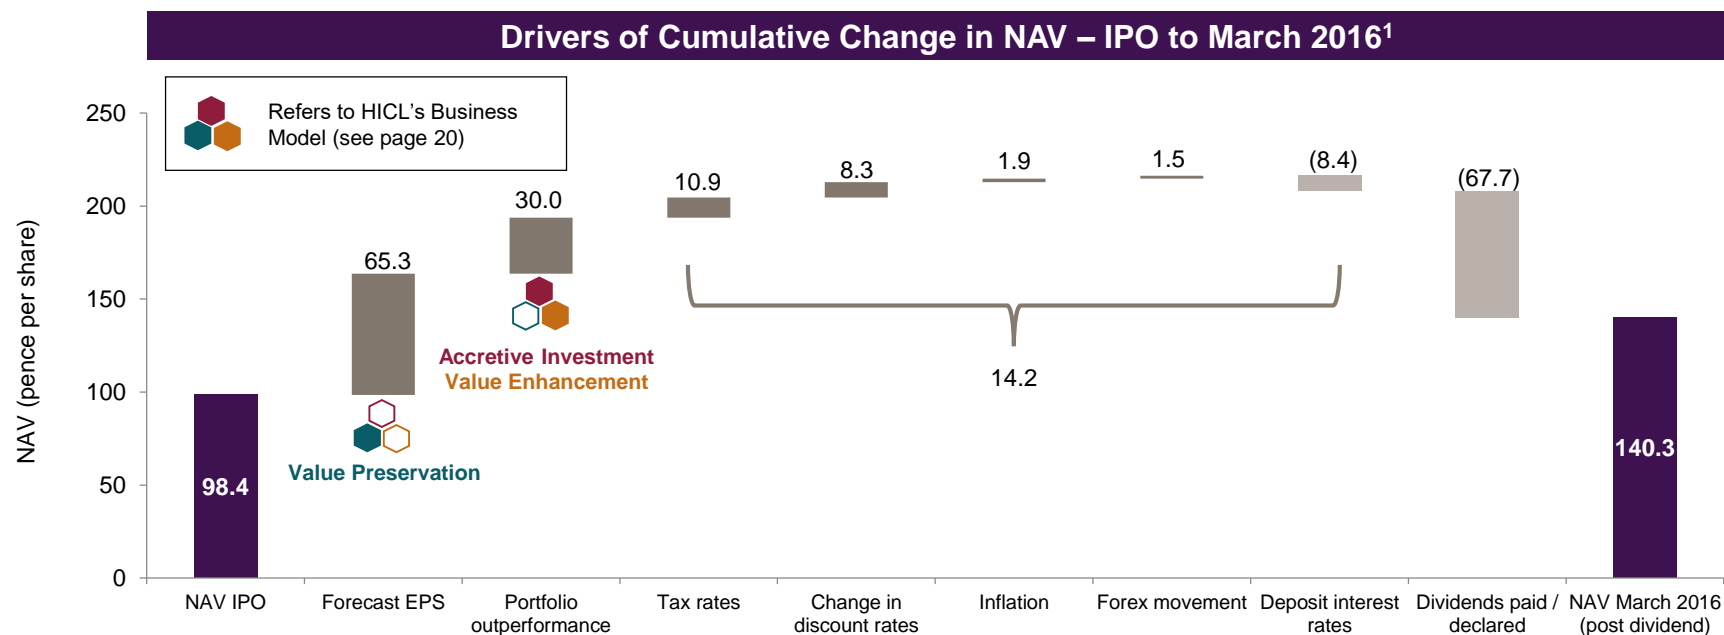 Drivers of Cumulative Change in NAV – IPO to March 2016¹
Refers to HICL's Business
Model (see page 20)
NAV (pence per share)
250
200
150
100
50
0
98.4
65.3
30.0
10.9
8.3
1.9
1.5
(8.4)
(67.7)
140.3
Accretive Investment
Value Enhancement
Value Preservation
14.2
NAV IPO
Forecast EPS
Portfolio
outperformance
Tax rates
Change in
discount rates
Inflation
Forex movement
Deposit interest
rates
Dividends paid /
declared
NAV March 2016
(post dividend)